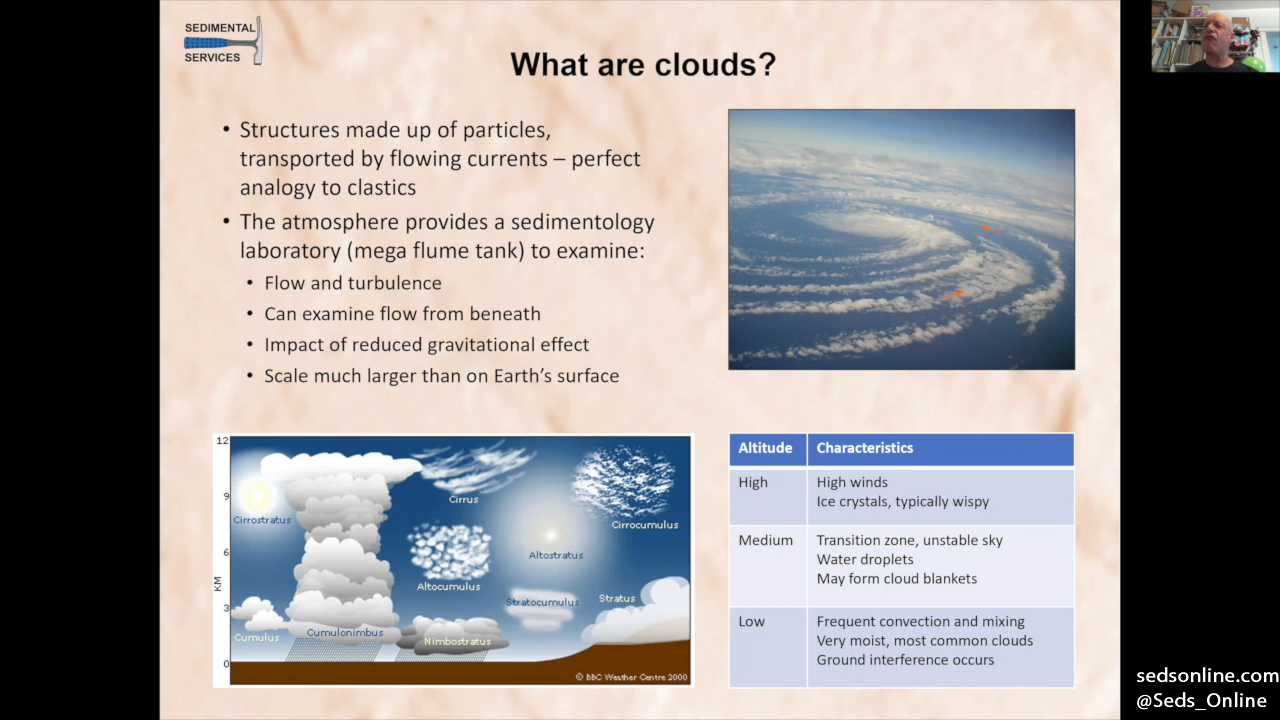 SEDIMENTAL
SERVICES
What are clouds?
• Structures made up of particles,
transported by flowing currents – perfect
analogy to clastics
• The atmosphere provides a sedimentology
laboratory (mega flume tank) to examine:
• Flow and turbulence
• Can examine flow from beneath
• Impact of reduced gravitational effect
• Scale much larger than on Earth's surface
12
9
6
KM
3
0
Cirrus
Cirrostratus
Cirrocumulus
Altostratus
Altocumulus
Stratocumulus
Stratus
Cumulus
Cumulonimbus
Nimbostratus
© BBC Weather Centre 2000
Altitude Characteristics
High High winds
Ice crystals, typically wispy
Medium Transition zone, unstable sky
Water droplets
May form cloud blankets
Low Frequent convection and mixing
Very moist, most common clouds
Ground interference occurs
sedsonline.com
@Seds_Online